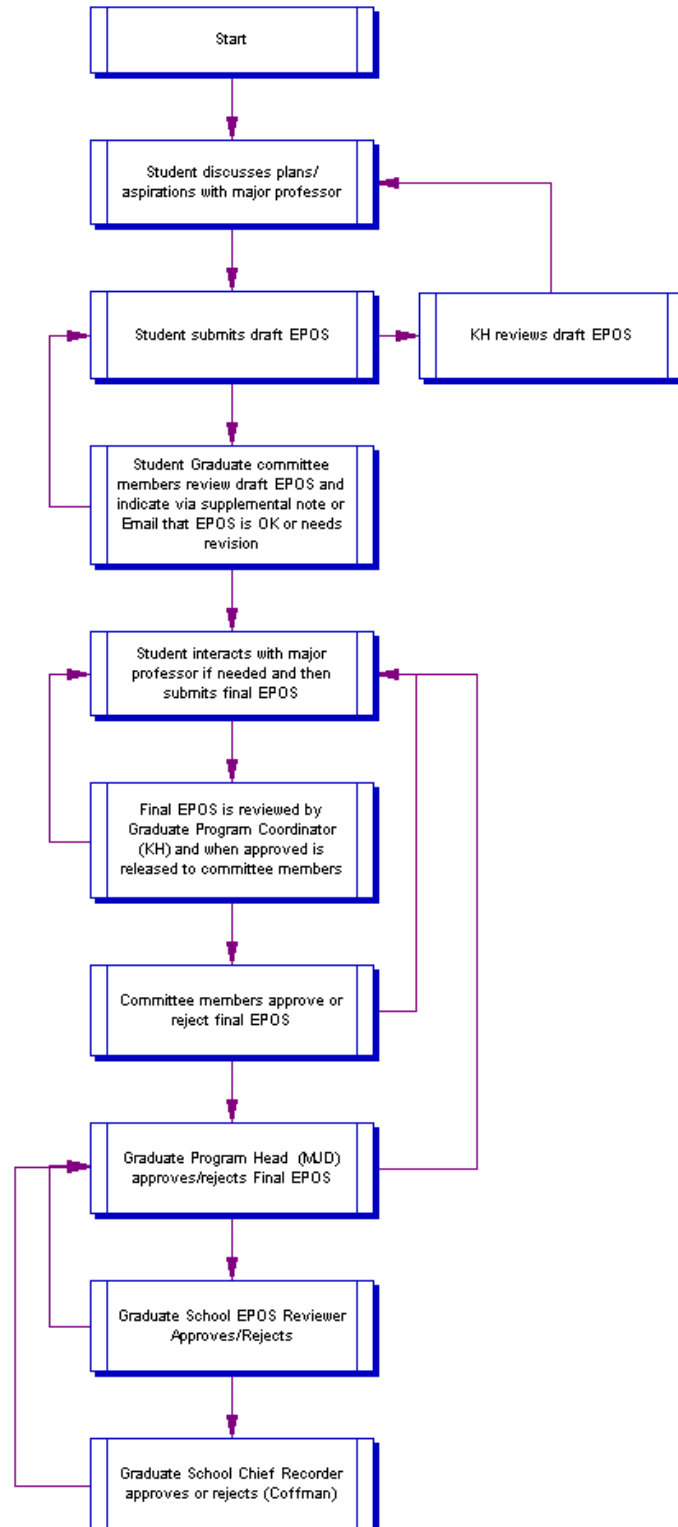 Start
Student discusses plans/
aspirations with major professor
Student submits draft EPOS
KH reviews draft EPOS
Student Graduate committee
members review draft EPOS and
indicate via supplemental note or
Email that EPOS is OK or needs
revision
Student interacts with major
professor if needed and then
submits final EPOS
Final EPOS is reviewed by
Graduate Program Coordinator
(KH) and when approved is
released to committee members
Committee members approve or
reject final EPOS
Graduate Program Head (MJD)
approves/rejects Final EPOS
Graduate School EPOS Reviewer
Approves/Rejects
Graduate School Chief Recorder
approves or rejects (Coffman)